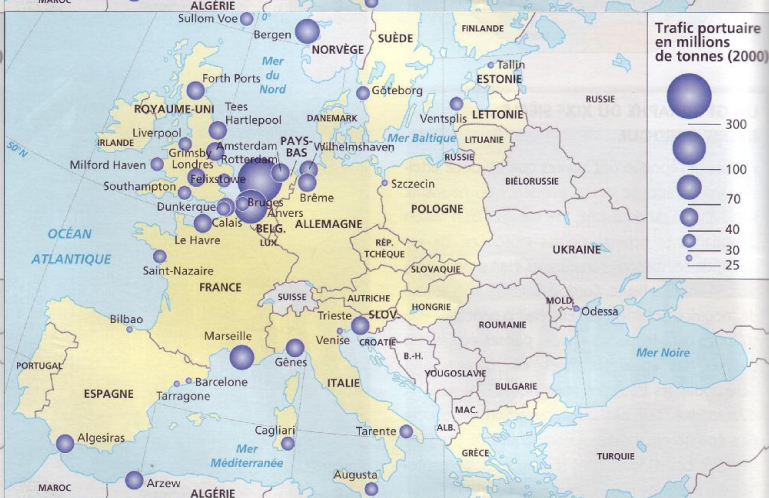 MAROC
ALGÉRIE
Sullom Voe
0°
Bergen
NORVÈGE
SUÈDE
FINLANDE
Mer
du
Nord
Tallin
ESTONIE
Forth Ports
Göteborg
RUSSIE
ROYAUME-UNI
Tees
Hartlepool
DANEMARK
Ventsplis
LETTONIE
Liverpool
IRLANDE
Mer Baltique
LITUANIE
Grimsby
Amsterdam
PAYS-
BAS
Wilhelmshaven
RUSSIE
50°N
Milford Haven
Londres
Rotterdam
Southampton
Felixstowe
Brême
Szczecin
BIÉLORUSSIE
Dunkerque
Bruges
Anvers
POLOGNE
Calais
BELG.
ALLEMAGNE
Le Havre
LUX.
OCÉAN
ATLANTIQUE
RÉP.
TCHEQUE
UKRAINE
Saint-Nazaire
SLOVAQUIE
FRANCE
SUISSE
AUTRICHE
HONGRIE
MOLD.
Odessa
Bilbao
Trieste
SLOV.
ROUMANIE
Marseille
Venise
CROATIE
Mer Noire
Gênes
B.-H.
PORTUGAL
Barcelone
YOUGOSLAVIE
ESPAGNE
Tarragone
ITALIE
BULGARIE
MAC.
Algesiras
Cagliari
Tarente
ALB.
Mer
Méditerranée
GRÈCE
TURQUIE
Augusta
MAROC
Arzew
ALGÉRIE
Trafic portuaire
en millions
de tonnes (2000)
300
100
70
40
30
25